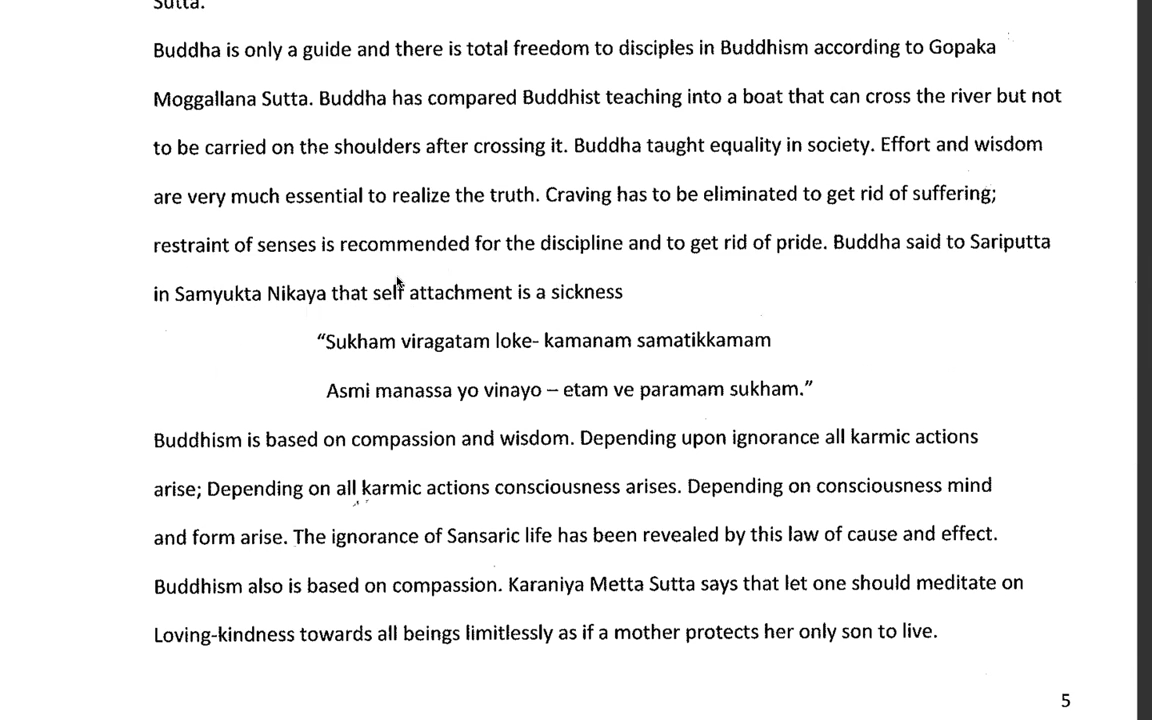 Sutta.
Buddha is only a guide and there is total freedom to disciples in Buddhism according to Gopaka
Moggallana Sutta. Buddha has compared Buddhist teaching into a boat that can cross the river but not
to be carried on the shoulders after crossing it. Buddha taught equality in society. Effort and wisdom
are very much essential to realize the truth. Craving has to be eliminated to get rid of suffering;
restraint of senses is recommended for the discipline and to get rid of pride. Buddha said to Sariputta
in Samyukta Nikaya that self attachment is a sickness
“Sukham viragatam loke- kamanam samatikkamam
Asmi manassa yo vinayo – etam ve paramam sukham.”
Buddhism is based on compassion and wisdom. Depending upon ignorance all karmic actions
arise; Depending on all karmic actions consciousness arises. Depending on consciousness mind
and form arise. The ignorance of Sansaric life has been revealed by this law of cause and effect.
Buddhism also is based on compassion. Karaniya Metta Sutta says that let one should meditate on
Loving-kindness towards all beings limitlessly as if a mother protects her only son to live.
5